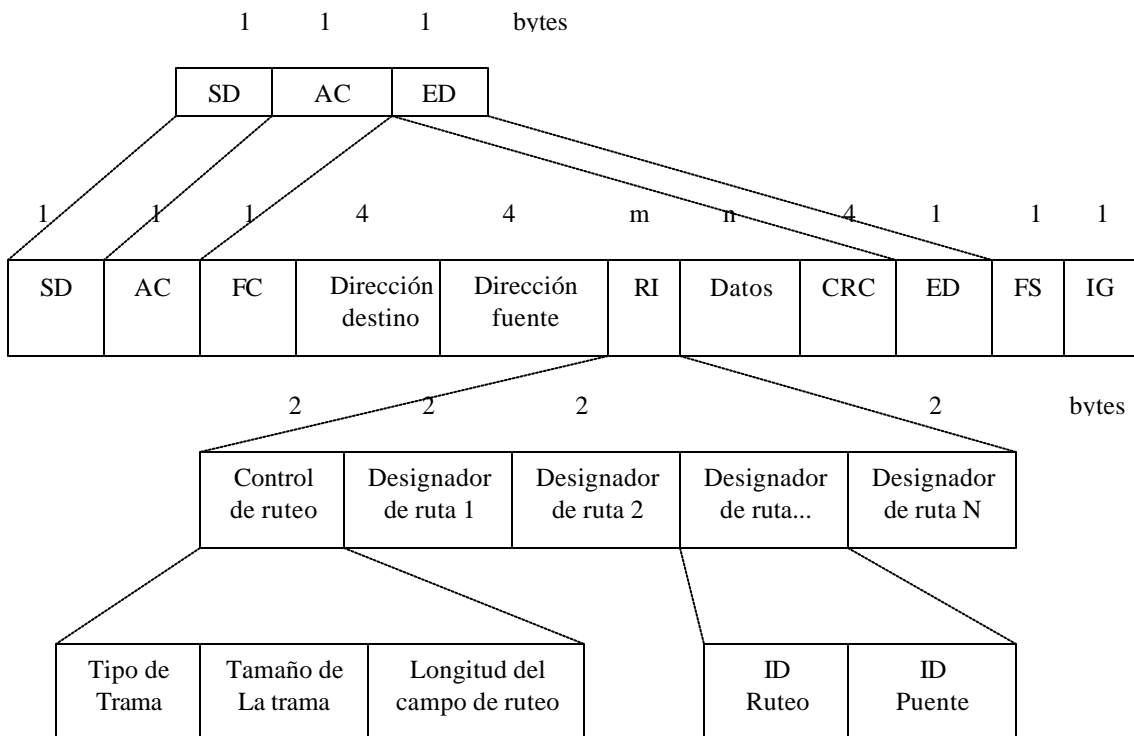 1 1 1 bytes
SD AC ED
1 1 1 4 4 m n 4 1 1 1
SD AC FC Dirección Dirección RI Datos CRC ED FS IG
destino fuente
2 2 2 2 bytes
Control Designador Designador Designador Designador
de ruteo de ruta 1 de ruta 2 de ruta... de ruta N
Tipo de Tamaño de Longitud del ID ID
Trama La trama campo de ruteo Ruteo Puente